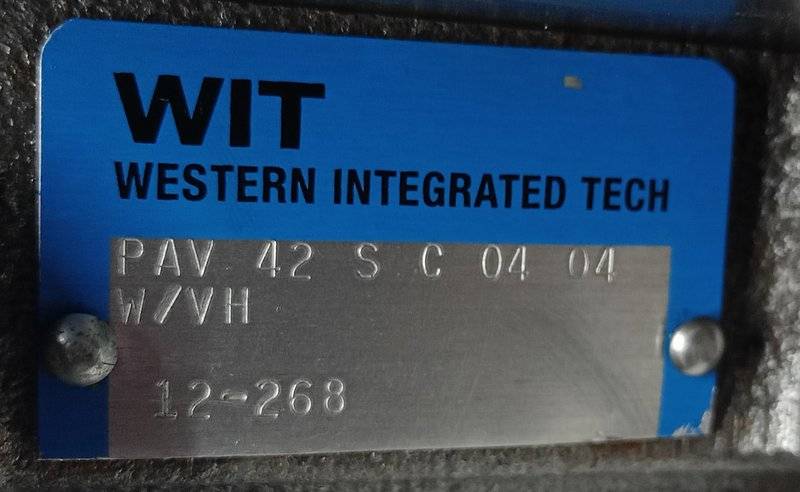 WIT
WESTERN INTEGRATED TECH
PAV 42 S C 04 04
W/VH
12-268